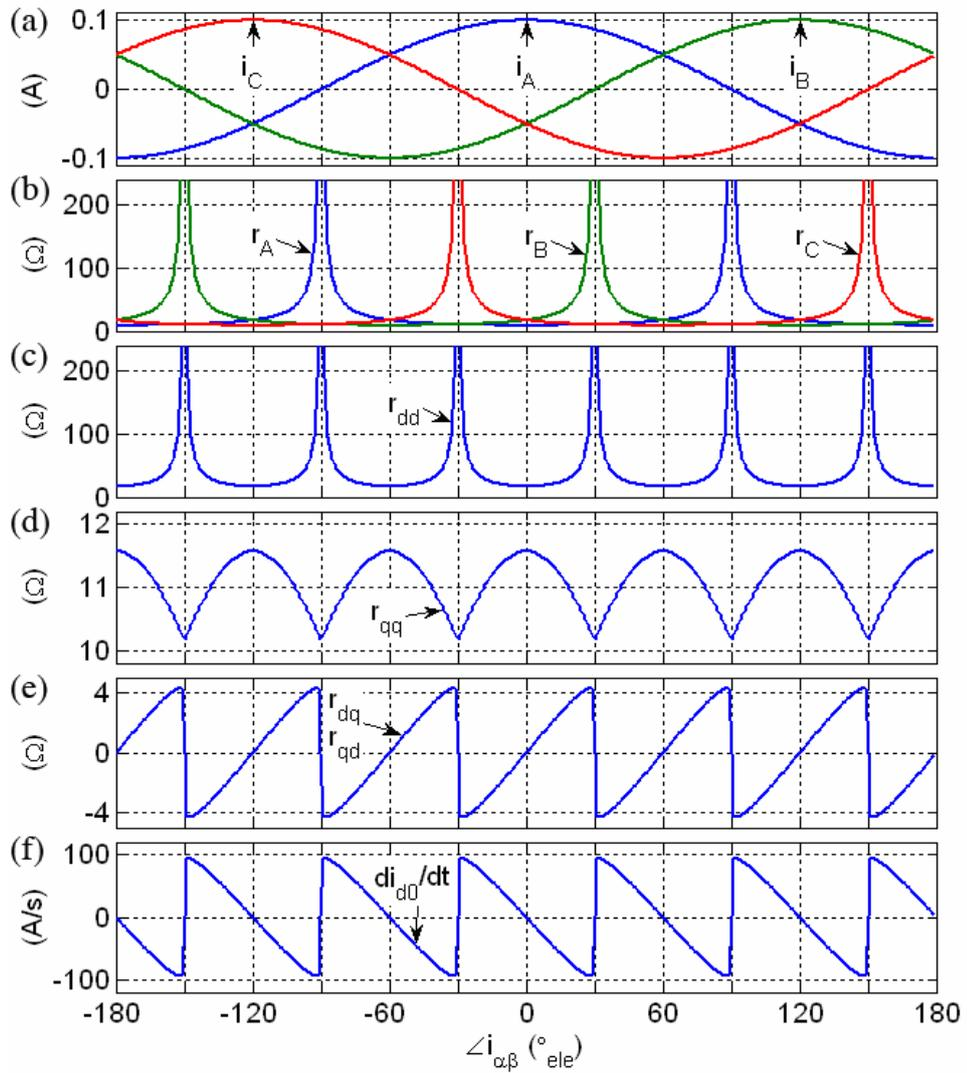 (a)
(A)
0.1
0
-0.1
i_C
i_A
i_B
(b)
(Ω)
200
100
0
r_A
r_B
r_C
(c)
(Ω)
200
100
0
r_dd
(d)
(Ω)
12
11
10
r_qq
(e)
(Ω)
4
0
-4
r_dq
r_qd
(f)
(A/s)
100
0
-100
di_d0/dt
-180 -120 -60 0 60 120 180
∠i_αβ (°_ele)